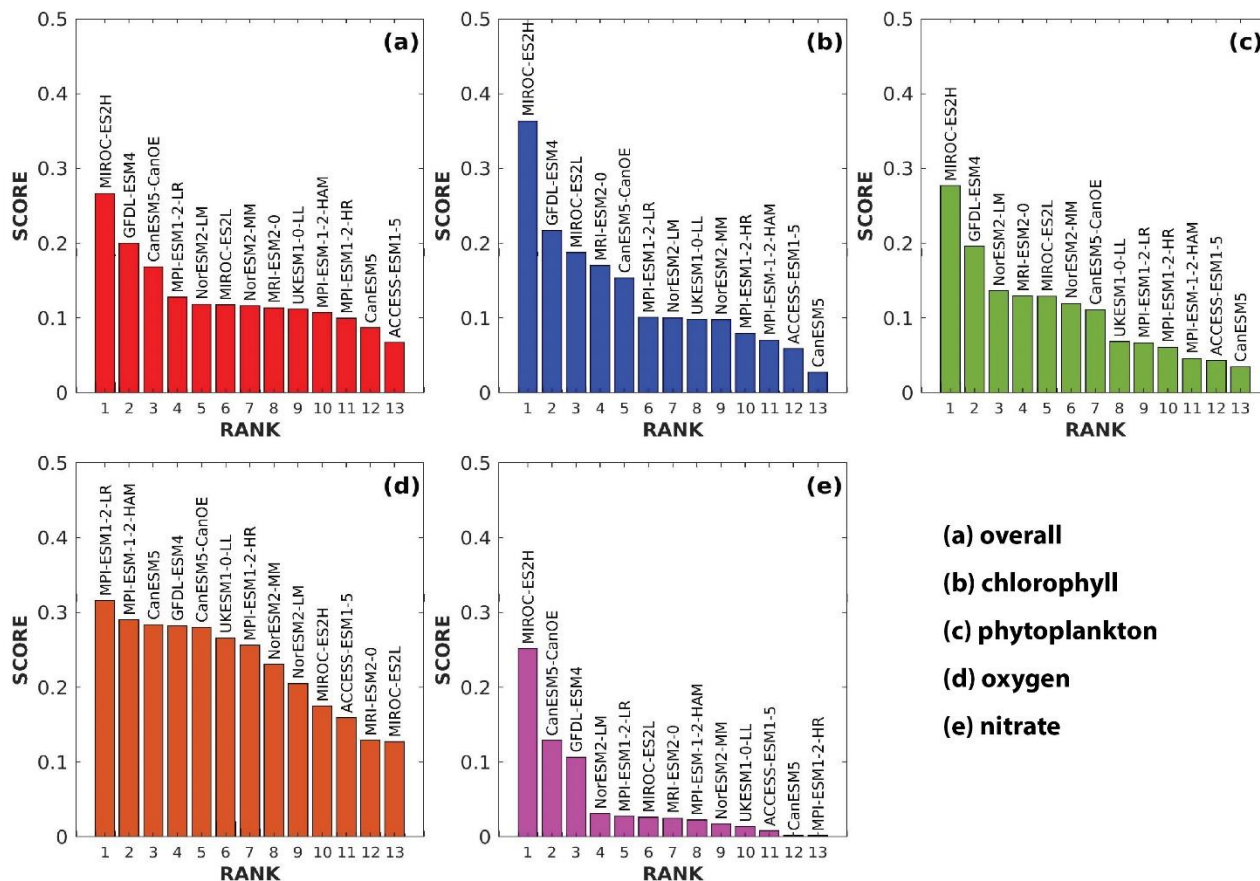 (a)
SCORE
0.5
0.4
0.3
0.2
0.1
0
MIROC-ES2H
GFDL-ESM4
CanESM5-CanOE
MPI-ESM1-2-LR
NorESM2-LM
MIROC-ES2L
NorESM2-MM
MRI-ESM2-0
UKESM1-0-LL
MPI-ESM-1-2-HAM
MPI-ESM1-2-HR
CanESM5
ACCESS-ESM1-5
1 2 3 4 5 6 7 8 9 10 11 12 13
RANK
(b)
SCORE
0.5
0.4
0.3
0.2
0.1
0
MIROC-ES2H
GFDL-ESM4
MIROC-ES2L
MRI-ESM2-0
CanESM5-CanOE
MPI-ESM1-2-LR
NorESM2-LM
UKESM1-0-LL
NorESM2-MM
MPI-ESM1-2-HR
MPI-ESM-1-2-HAM
ACCESS-ESM1-5
CanESM5
1 2 3 4 5 6 7 8 9 10 11 12 13
RANK
(c)
SCORE
0.5
0.4
0.3
0.2
0.1
0
MIROC-ES2H
GFDL-ESM4
NorESM2-LM
MRI-ESM2-0
MIROC-ES2L
NorESM2-MM
CanESM5-CanOE
UKESM1-0-LL
MPI-ESM1-2-LR
MPI-ESM1-2-HR
MPI-ESM-1-2-HAM
ACCESS-ESM1-5
CanESM5
1 2 3 4 5 6 7 8 9 10 11 12 13
RANK
(d)
SCORE
0.5
0.4
0.3
0.2
0.1
0
MPI-ESM1-2-LR
MPI-ESM-1-2-HAM
CanESM5
GFDL-ESM4
CanESM5-CanOE
UKESM1-0-LL
MPI-ESM1-2-HR
NorESM2-MM
NorESM2-LM
MIROC-ES2H
ACCESS-ESM1-5
MRI-ESM2-0
MIROC-ES2L
1 2 3 4 5 6 7 8 9 10 11 12 13
RANK
(e)
SCORE
0.5
0.4
0.3
0.2
0.1
0
MIROC-ES2H
CanESM5-CanOE
GFDL-ESM4
NorESM2-LM
MPI-ESM1-2-LR
MIROC-ES2L
MRI-ESM2-0
MPI-ESM-1-2-HAM
NorESM2-MM
UKESM1-0-LL
ACCESS-ESM1-5
CanESM5
MPI-ESM1-2-HR
1 2 3 4 5 6 7 8 9 10 11 12 13
RANK
(a) overall
(b) chlorophyll
(c) phytoplankton
(d) oxygen
(e) nitrate